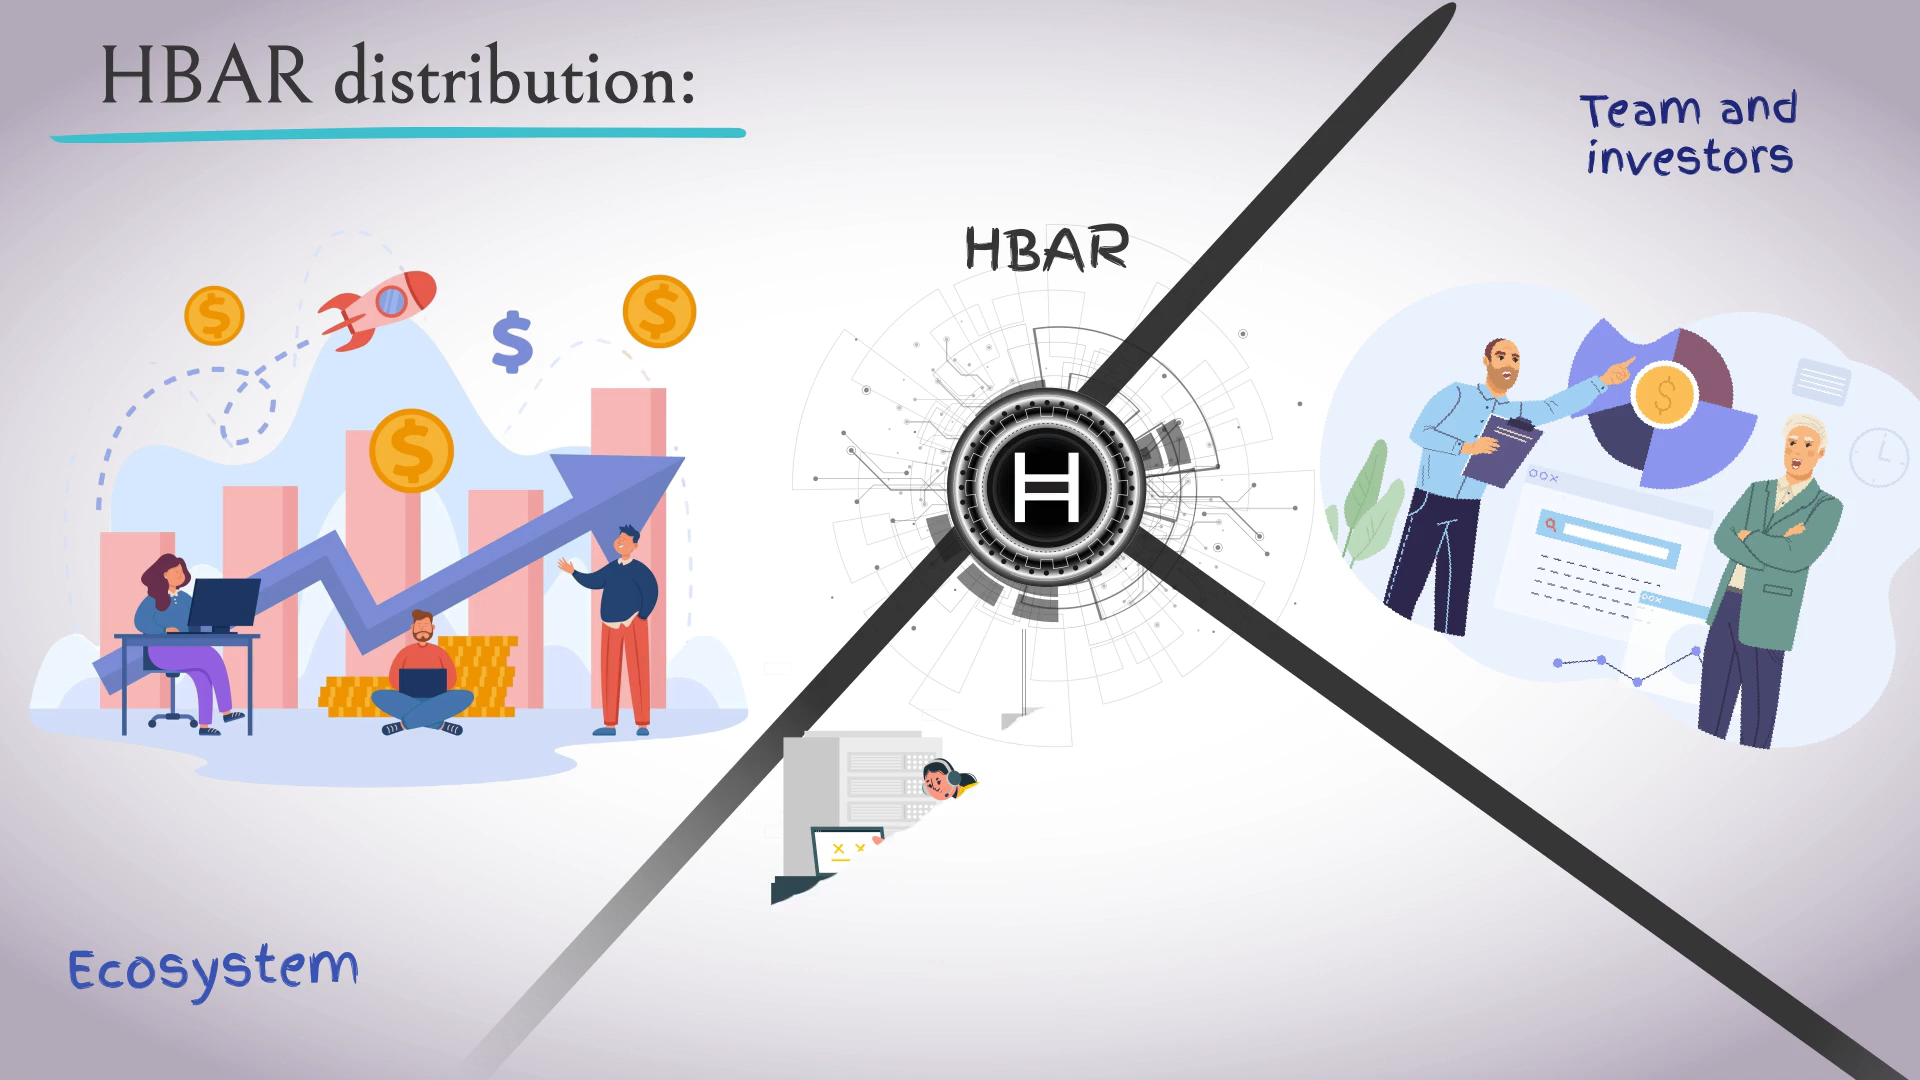 HBAR distribution:
Team and
investors
HBAR
Ecosystem